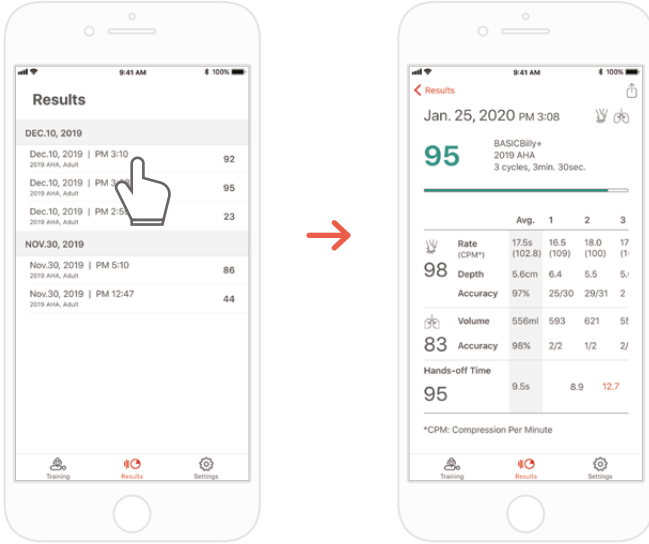 9:41 AM
100%
Results
DEC.10, 2019
Dec.10, 2019 | PM 3:10
2019 AHA, Adult
92
Dec.10, 2019 | PM
2019 AHA, Adult
95
Dec.10, 2019 | PM
2019 AHA, Adult
23
NOV.30, 2019
Nov.30, 2019 | PM 5:10
2019 AHA, Adult
86
Nov.30, 2019 | PM 12:47
2019 AHA, Adult
44
Training Results Settings
9:41 AM
100%
Results
Jan. 25, 2020 PM 3:08
95
BASICBilly+
2019 AHA
3 cycles, 3min. 30sec.
Avg. 1 2 3
Rate 17.5s 16.5 18.0 17
(CPM*) (102.8) (109) (100)
98
Depth 5.6cm 6.4 5.5
Accuracy 97% 25/30 29/31 2
Volume 556ml 593 621
83
Accuracy 98% 2/2 1/2 2/
Hands-off Time
95
9.5s 8.9 12.7
*CPM: Compression Per Minute
Training Results Settings